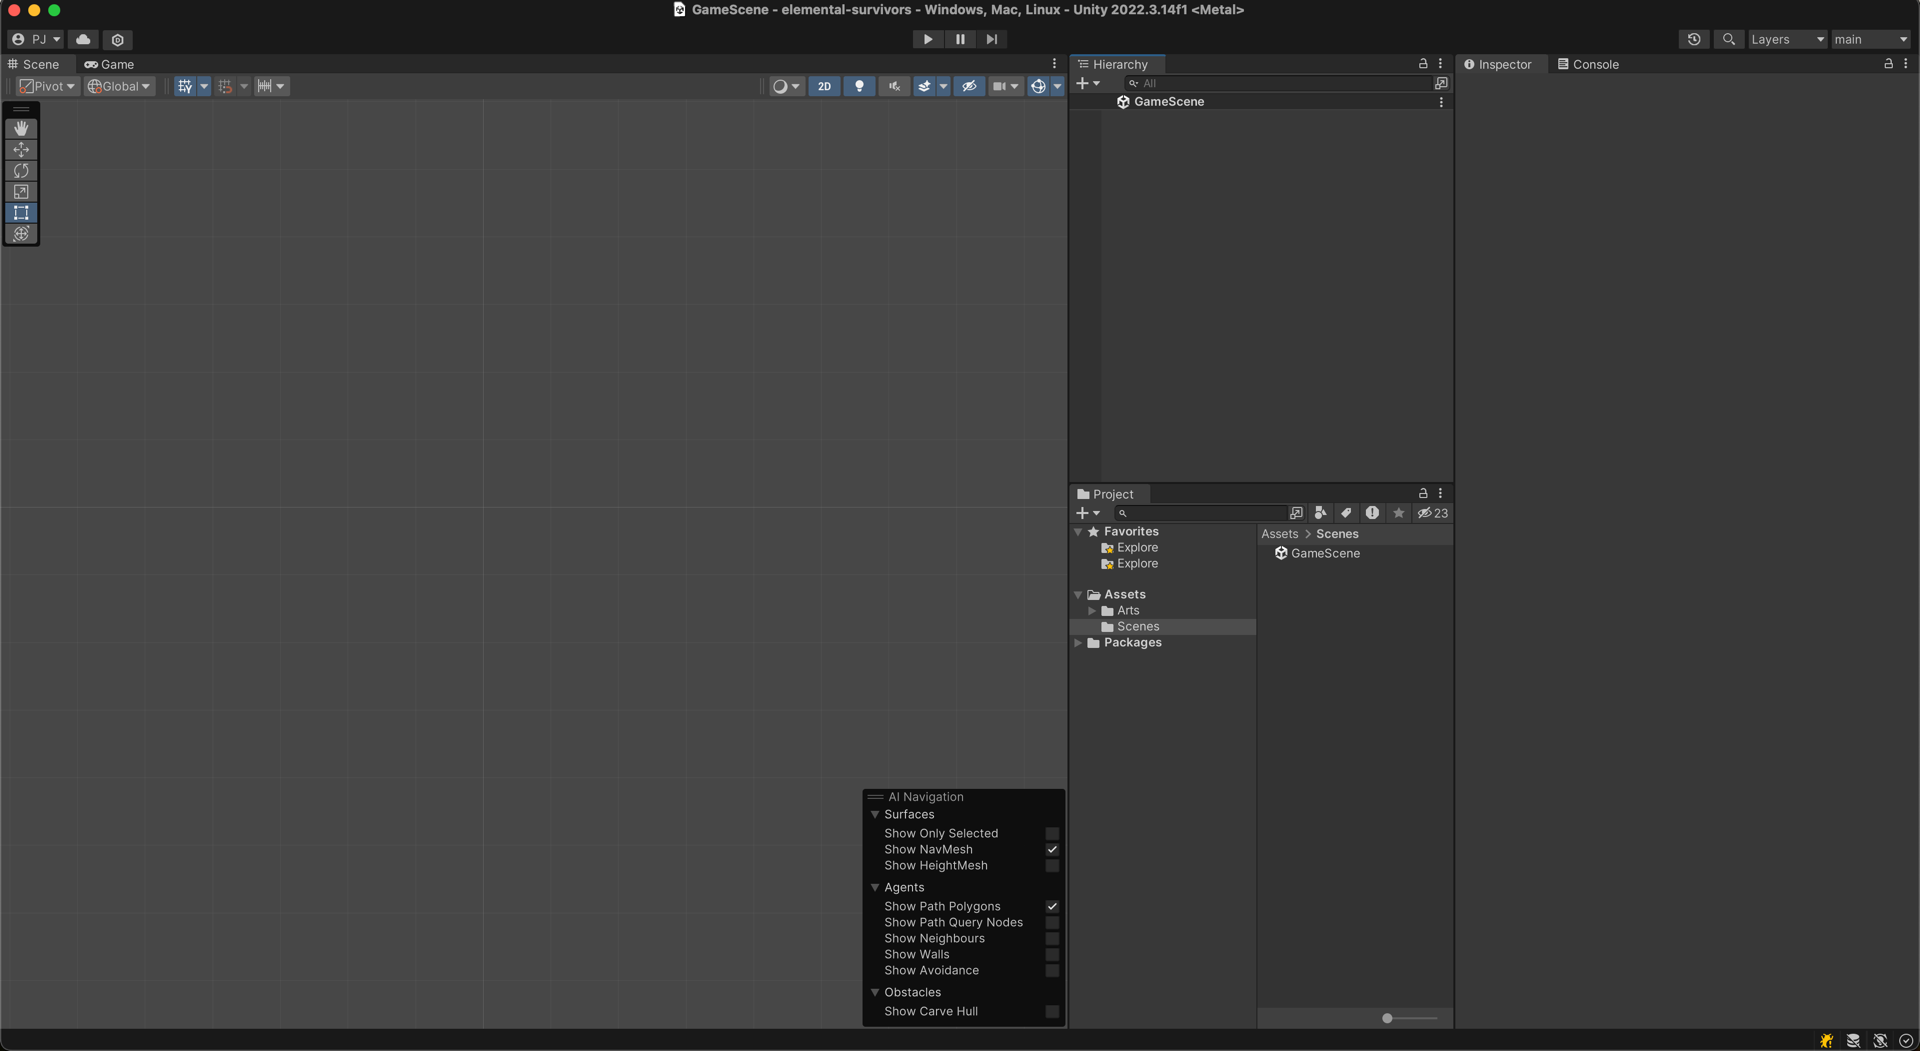 GameScene - elemental-survivors - Windows, Mac, Linux - Unity 2022.3.14f1 <Metal>
PJ
Layers
main
Scene
Game
Pivot
Global
2D
Hierarchy
All
GameScene
Inspector
Console
Project
23
Favorites
Explore
Explore
Assets
Arts
Scenes
Packages
Assets > Scenes
GameScene
AI Navigation
Surfaces
Show Only Selected
Show NavMesh
Show HeightMesh
Agents
Show Path Polygons
Show Path Query Nodes
Show Neighbours
Show Walls
Show Avoidance
Obstacles
Show Carve Hull